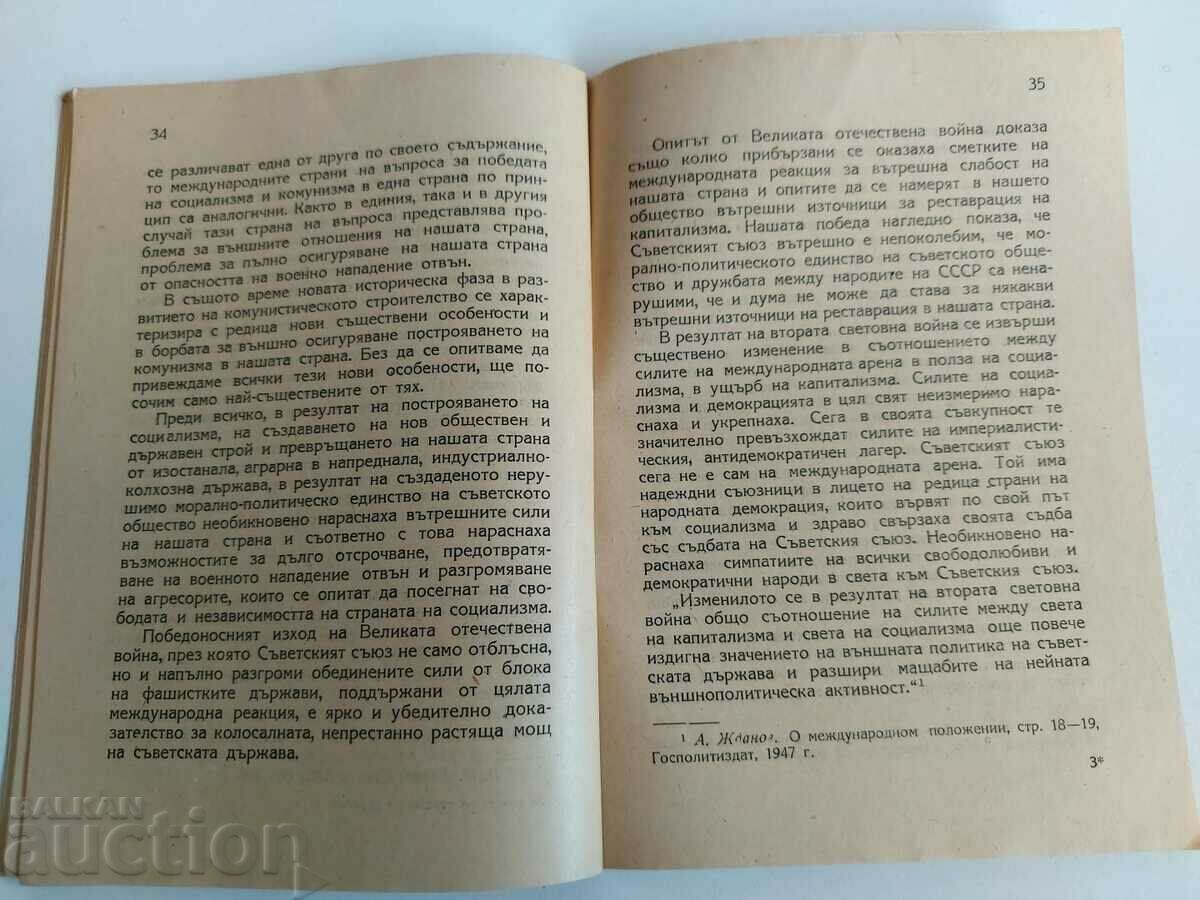 34
се различават една от друга по своето съдържание,
то международните страни на въпроса за победата
на социализма и комунизма в една страна по прин-
цип са аналогични. Както в единия, така и в другия
случай тази страна на въпроса представлява про-
блема за външните отношения на нашата страна,
проблема за пълно осигуряване на нашата страна
от опасността на военно нападение отвън.
В същото време новата историческа фаза в раз-
витието на комунистическото строителство се харак-
теризира с редица нови съществени особености и
в борбата за външно осигуряване построяването на
комунизма в нашата страна. Без да се опитваме да
привеждаме всички тези нови особености, ще по-
сочим само най-съществените от тях.
Преди всичко, в резултат на построяването на
социализма, на създаването на нов обществен и
държавен строй и превръщането на нашата страна
от изостанала, аграрна в напреднала, индустриално-
колхозна държава, в резултат на създаденото неру-
шимо морално-политическо единство на съветското
общество необикновено нараснаха вътрешните сили
на нашата страна и съответно с това нараснаха
възможностите за дълго отсрочване, предотвратя-
ване на военното нападение отвън и разгромяване
на агресорите, които се опитат да посегнат на сво-
бодата и независимостта на страната на социализма.
Победоносният изход на Великата отечествена
война, през която Съветският съюз не само отблъсна,
но и напълно разгроми обединените сили от блока
на фашистките държави, поддържани от цялата
международна реакция, е ярко и убедително дока-
зателство за колосалната, непрестанно растяща мощ
на съветската държава.
35
Опитът от Великата отечествена война доказа
също колко прибързани се оказаха сметките на
международната реакция за вътрешна слабост на
нашата страна и опитите да се намерят в нашето
общество вътрешни източници за реставрация на
капитализма. Нашата победа нагледно показа, че
Съветският съюз вътрешно е непоколебим, че мо-
рално-политическото единство на съветското обще-
ство и дружбата между народите на СССР са нена-
рушими, че и дума не може да става за някакви
вътрешни източници на реставрация в нашата страна.
В резултат на втората световна война се извърши
съществено изменение в съотношението между
силите на международната арена в полза на социа-
лизма, в ущърб на капитализма. Силите на социа-
лизма и демокрацията в цял свят неизмеримо нара-
снаха и укрепнаха. Сега в своята съвкупност те
значително превъзхождат силите на империалисти-
ческия, антидемократичен лагер. Съветският съюз
сега не е сам на международната арена. Той има
надеждни съюзници в лицето на редица страни на
народната демокрация, които вървят по свой път
към социализма и здраво свързаха своята съдба
със съдбата на Съветския съюз. Необикновено на-
раснаха симпатиите на всички свободолюбиви и
демократични народи в света към Съветския съюз.
„Изменилото се в резултат на втората световна
война общо съотношение на силите между света
на капитализма и света на социализма още повече
издигна значението на външната политика на съвет-
ската държава и разшири мащабите на нейната
външнополитическа активност.“¹
¹ А. Жданов. О международном положении, стр. 18—19,
Госполитиздат, 1947 г.
3*
BALKAN
auction